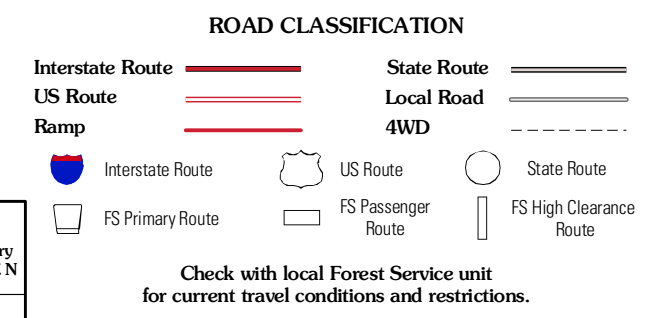 ROAD CLASSIFICATION
Interstate Route
State Route
US Route
Local Road
Ramp
4WD
Interstate Route
US Route
State Route
FS Primary Route
FS Passenger
Route
FS High Clearance
Route
Check with local Forest Service unit
for current travel conditions and restrictions.